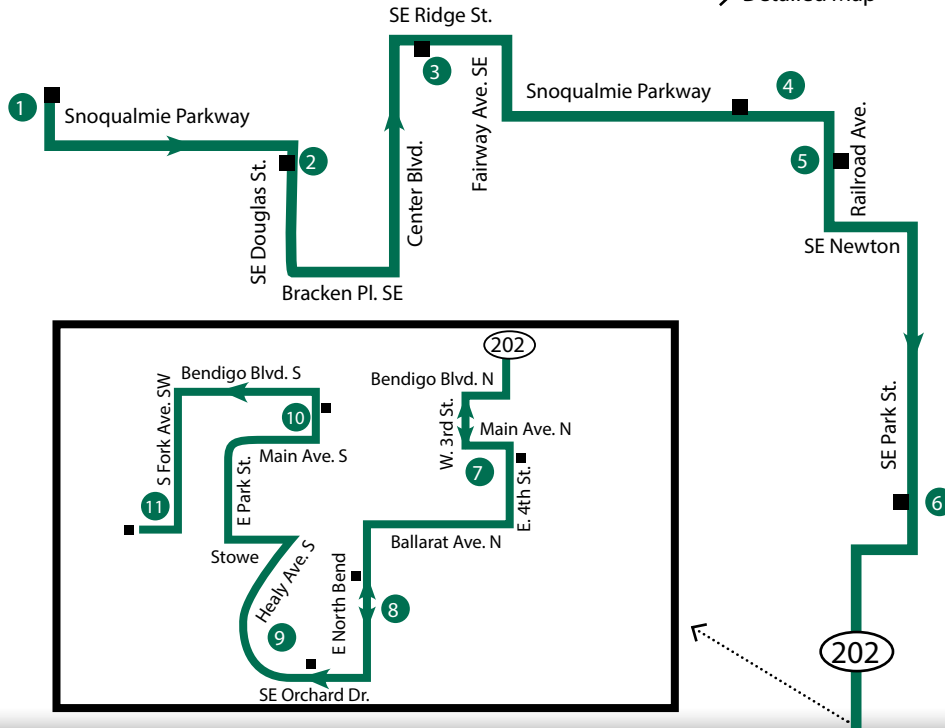 Detailed map
SE Ridge St.
1
Snoqualmie Parkway
2
SE Douglas St.
Bracken Pl. SE
Center Blvd.
3
Fairway Ave. SE
Snoqualmie Parkway
4
5
Railroad Ave.
SE Newton
SE Park St.
6
202
202
Bendigo Blvd. N
W. 3rd St.
Main Ave. N
7
E. 4th St.
Ballarat Ave. N
E North Bend
8
SE Orchard Dr.
9
Healy Ave. S
Stowe
E Park St.
Main Ave. S
10
Bendigo Blvd. S
S Fork Ave. SW
11